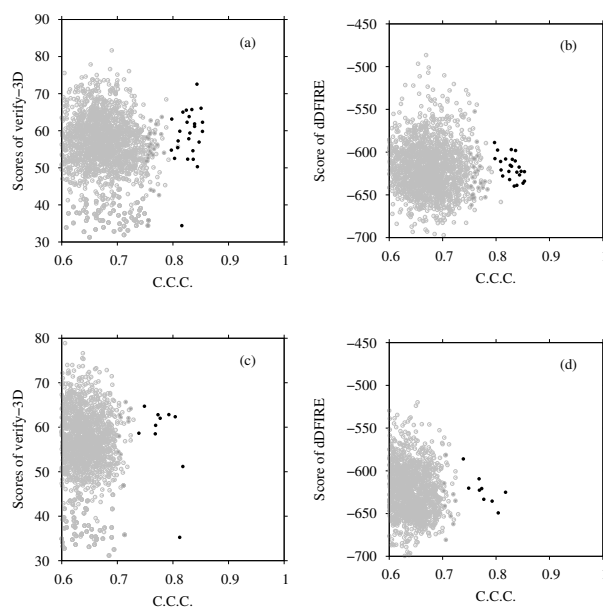 90
80
70
60
50
40
30
Scores of verify−3D
(a)
0.6 0.7 0.8 0.9 1
C.C.C.
−450
−500
−550
−600
−650
−700
Score of dDFIRE
(b)
0.6 0.7 0.8 0.9
C.C.C.
80
70
60
50
40
30
Scores of verify−3D
(c)
0.6 0.7 0.8 0.9 1
C.C.C.
−450
−500
−550
−600
−650
−700
Score of dDFIRE
(d)
0.6 0.7 0.8 0.9
C.C.C.